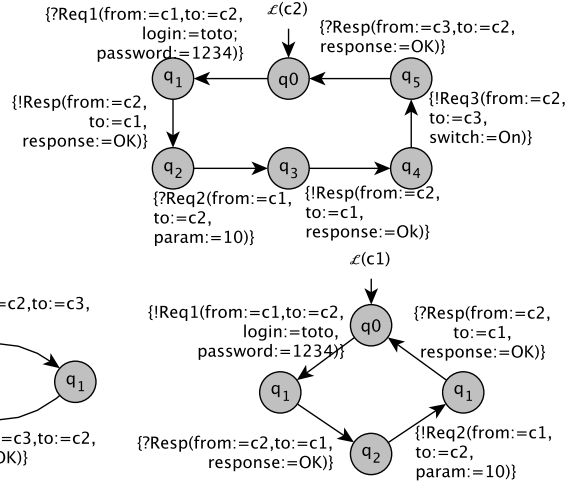 ℒ(c2)
{?Req1(from:=c1,to:=c2,
login:=toto;
password:=1234)}
{?Resp(from:=c3,to:=c2,
response:=OK)}
q1
q0
q5
{!Resp(from:=c2,
to:=c1,
response:=OK)}
{!Req3(from:=c2,
to:=c3,
switch:=On)}
q2
q3
q4
{?Req2(from:=c1,
to:=c2,
param:=10)}
{!Resp(from:=c2,
to:=c1,
response:=Ok)}
=c2,to:=c3,
q1
=c3,to:=c2,
OK)}
ℒ(c1)
{!Req1(from:=c1,to:=c2,
login:=toto,
password:=1234)}
q0
{?Resp(from:=c2,
to:=c1,
response:=OK)}
q1
q1
{?Resp(from:=c2,to:=c1,
response:=OK)}
q2
{!Req2(from:=c1,
to:=c2,
param:=10)}